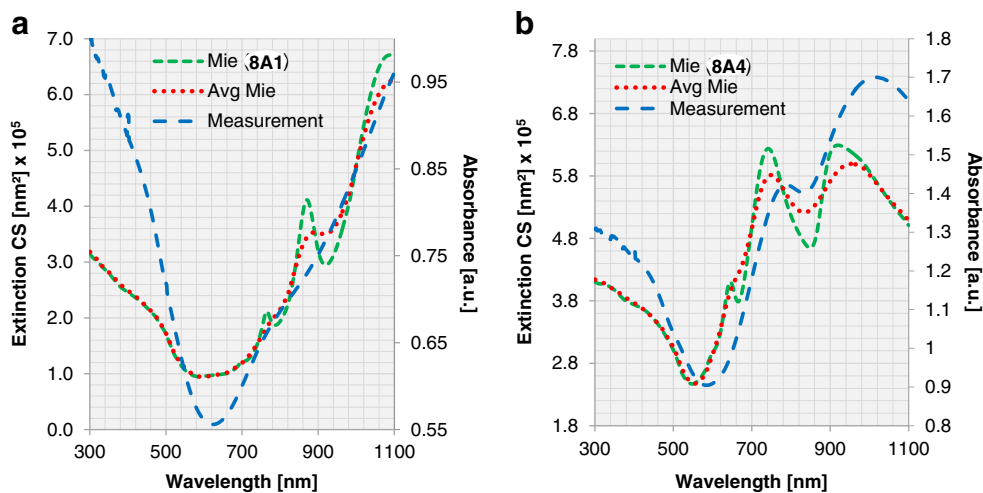 a
Extinction CS [nm²] x 10⁵
7.0
6.0
5.0
4.0
3.0
2.0
1.0
0.0
Mie (8A1)
Avg Mie
Measurement
0.95
0.85
0.75
0.65
0.55
Absorbance [a.u.]
300 500 700 900 1100
Wavelength [nm]
b
Extinction CS [nm²] x 10⁵
7.8
6.8
5.8
4.8
3.8
2.8
1.8
Mie (8A4)
Avg Mie
Measurement
1.8
1.7
1.6
1.5
1.4
1.3
1.2
1.1
1
0.9
0.8
Absorbance [a.u.]
300 500 700 900 1100
Wavelength [nm]